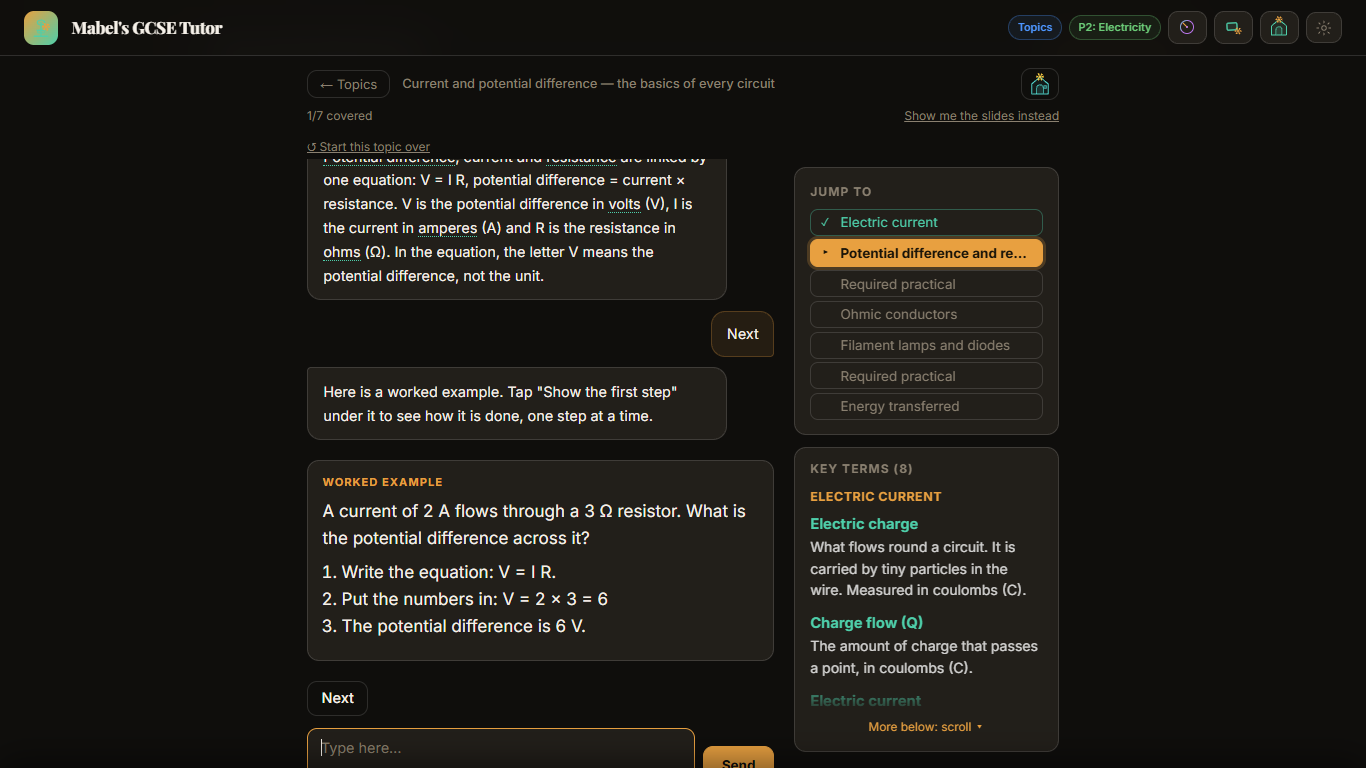 Mabel's GCSE Tutor
Topics
P2: Electricity
← Topics
Current and potential difference — the basics of every circuit
1/7 covered
Show me the slides instead
↺ Start this topic over
Potential difference, current and resistance are linked by
one equation: V = I R, potential difference = current ×
resistance. V is the potential difference in volts (V), I is
the current in amperes (A) and R is the resistance in
ohms (Ω). In the equation, the letter V means the
potential difference, not the unit.
Next
Here is a worked example. Tap "Show the first step"
under it to see how it is done, one step at a time.
WORKED EXAMPLE
A current of 2 A flows through a 3 Ω resistor. What is
the potential difference across it?
1. Write the equation: V = I R.
2. Put the numbers in: V = 2 × 3 = 6
3. The potential difference is 6 V.
Next
Type here...
Send
JUMP TO
✓ Electric current
‣ Potential difference and re...
Required practical
Ohmic conductors
Filament lamps and diodes
Required practical
Energy transferred
KEY TERMS (8)
ELECTRIC CURRENT
Electric charge
What flows round a circuit. It is
carried by tiny particles in the
wire. Measured in coulombs (C).
Charge flow (Q)
The amount of charge that passes
a point, in coulombs (C).
Electric current
More below: scroll ▾